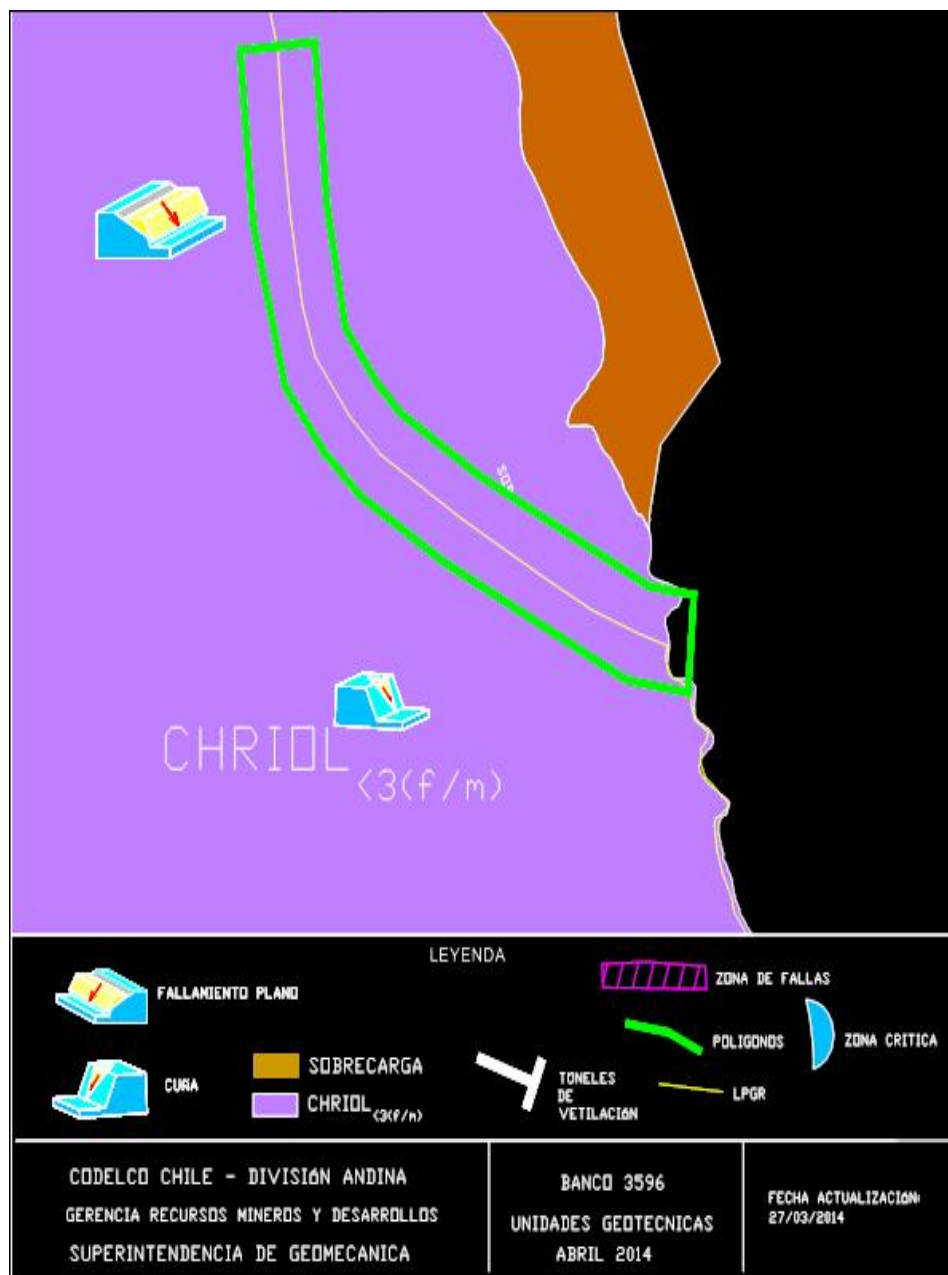 SOB
CHRIOL <3(f/m)
LEYENDA
FALLAMIENTO PLANO
ZONA DE FALLAS
POLIGONOS
ZONA CRITICA
CUÑA
SOBRECARGA
CHRIOL <3(f/m)
TONELES
DE
VETILACIÓN
LPGR
CODELCO CHILE - DIVISIÓN ANDINA
GERENCIA RECURSOS MINEROS Y DESARROLLOS
SUPERINTENDENCIA DE GEOMECANICA
BANCO 3596
UNIDADES GEOTECNICAS
ABRIL 2014
FECHA ACTUALIZACIÓN:
27/03/2014